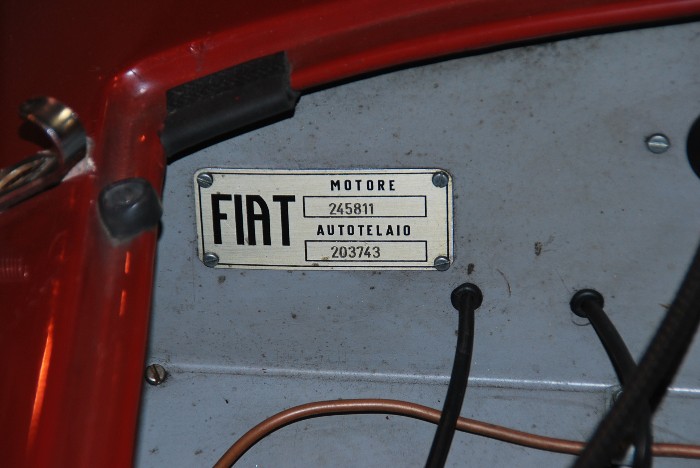 FIAT
MOTORE
245811
AUTOTELAIO
203743